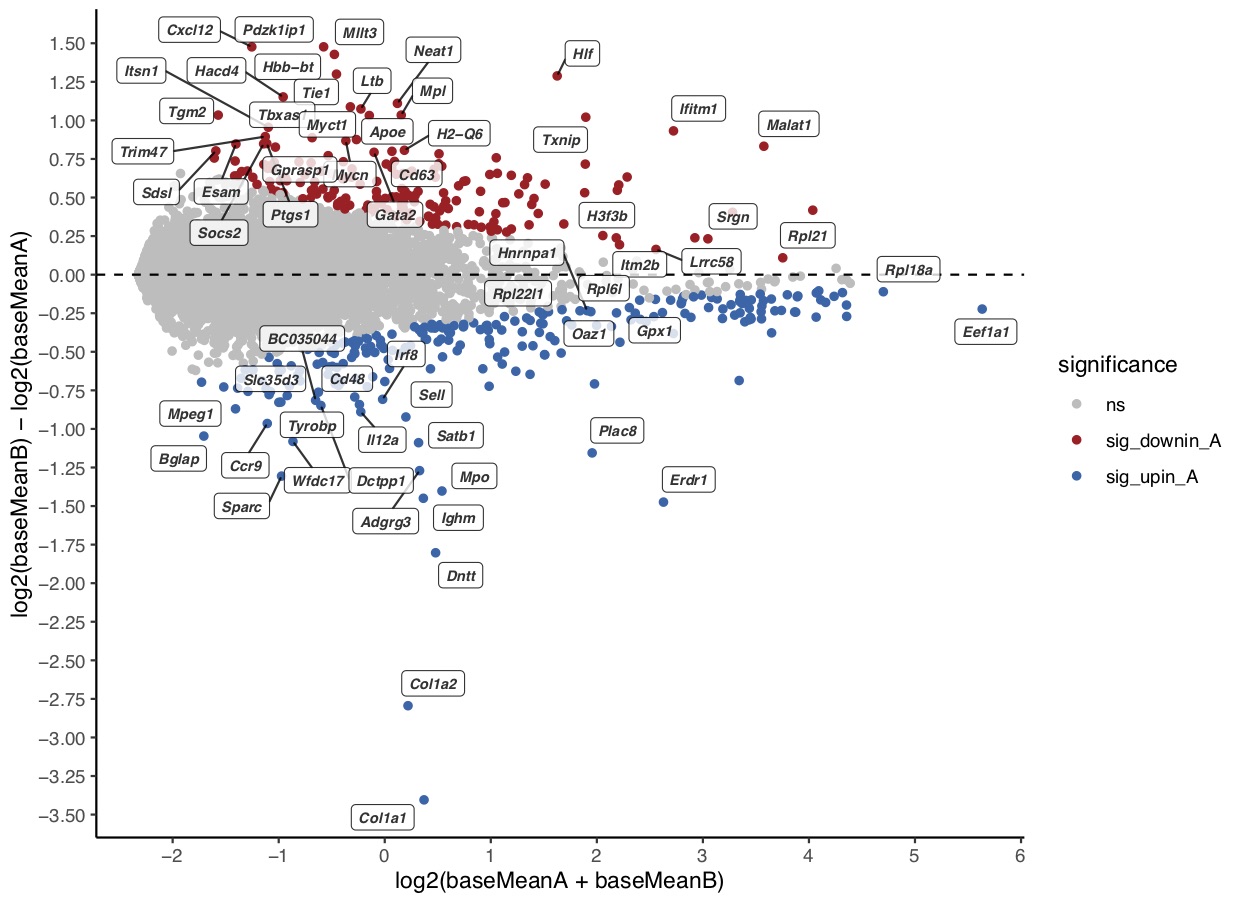 Cxcl12
Pdzk1ip1
Mllt3
Neat1
Hlf
Itsn1
Hacd4
Hbb−bt
Ltb
Mpl
Tie1
Tgm2
Tbxas1
Myct1
Apoe
H2−Q6
Txnip
Ifitm1
Malat1
Trim47
Gprasp1
Mycn
Cd63
Sdsl
Esam
Ptgs1
Gata2
H3f3b
Srgn
Socs2
Hnrnpa1
Itm2b
Lrrc58
Rpl21
Rpl18a
Rpl22l1
Rpl6l
BC035044
Irf8
Oaz1
Gpx1
Eef1a1
Slc35d3
Cd48
Sell
Mpeg1
Tyrobp
Il12a
Satb1
Plac8
Bglap
Ccr9
Wfdc17
Dctpp1
Mpo
Erdr1
Sparc
Adgrg3
Ighm
Dntt
Col1a2
Col1a1
1.50
1.25
1.00
0.75
0.50
0.25
0.00
−0.25
−0.50
−0.75
−1.00
−1.25
−1.50
−1.75
−2.00
−2.25
−2.50
−2.75
−3.00
−3.25
−3.50
log2(baseMeanB) − log2(baseMeanA)
−2 −1 0 1 2 3 4 5 6
log2(baseMeanA + baseMeanB)
significance
ns
sig_downin_A
sig_upin_A